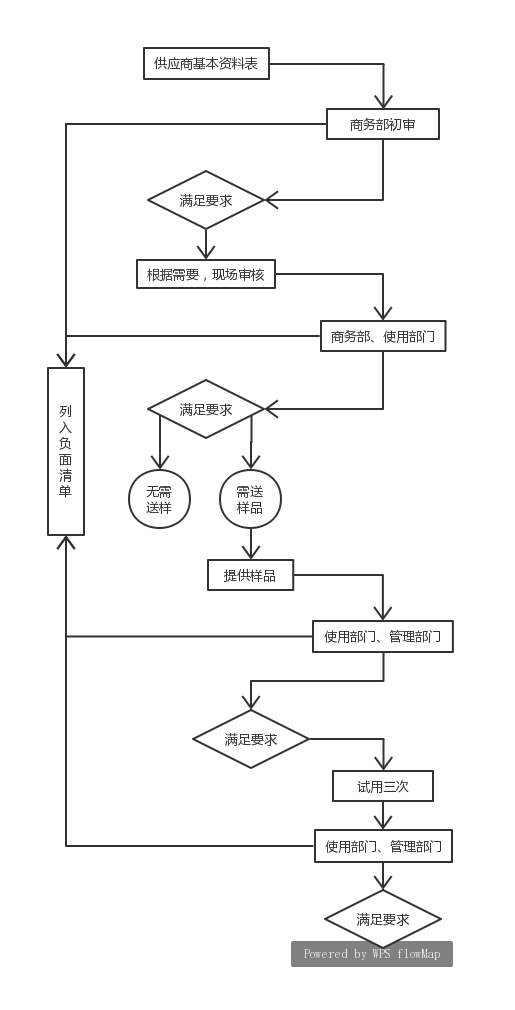 供应商基本资料表
商务部初审
满足要求
根据需要，现场审核
商务部、使用部门
满足要求
列
入
负
面
清
单
无需
送样
需送
样品
提供样品
使用部门、管理部门
满足要求
试用三次
使用部门、管理部门
满足要求
Powered by WPS flowMap